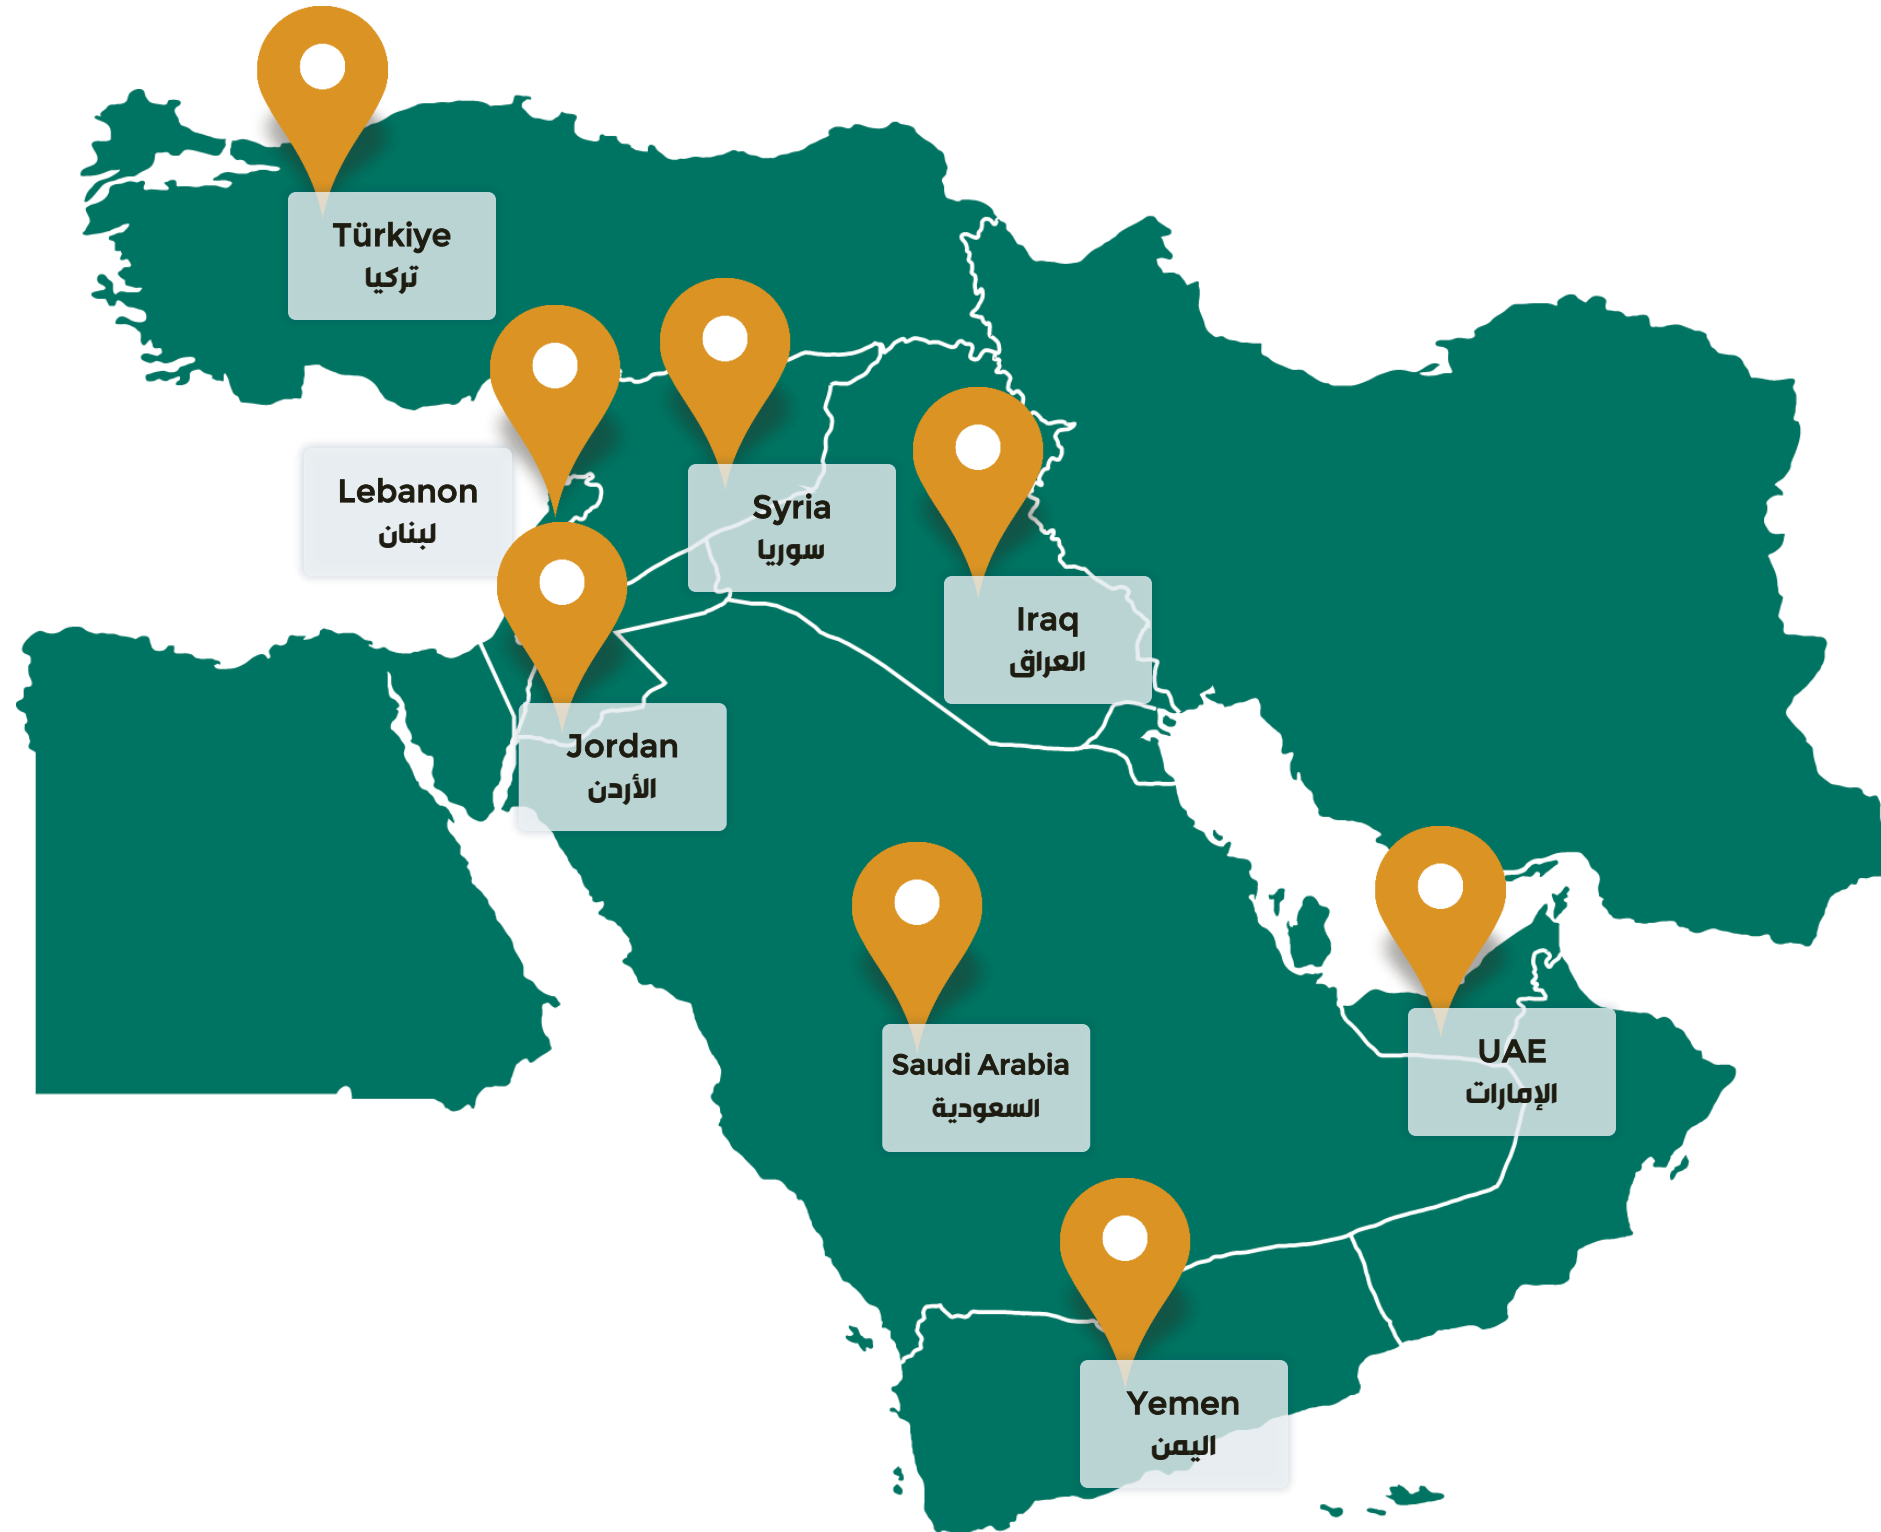 Türkiye
تركيا
Lebanon
لبنان
Syria
سوريا
Iraq
العراق
Jordan
الأردن
Saudi Arabia
السعودية
UAE
الإمارات
Yemen
اليمن